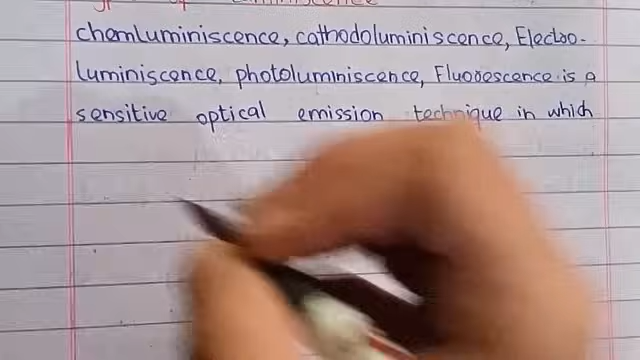 chemluminiscence, cathodoluminiscence, Electro-
luminiscence, photoluminiscence, Fluorescence is a
sensitive optical emission technique in which